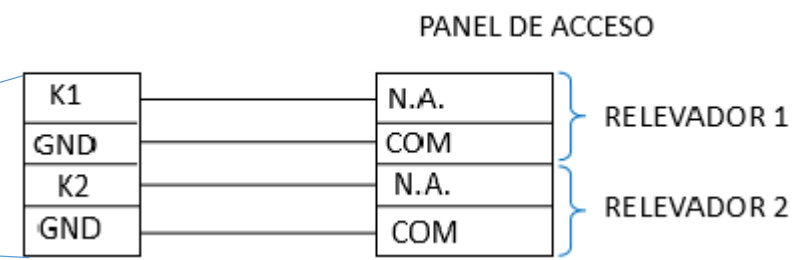 PANEL DE ACCESO
K1 N.A.
GND COM
RELEVADOR 1
K2 N.A.
GND COM
RELEVADOR 2